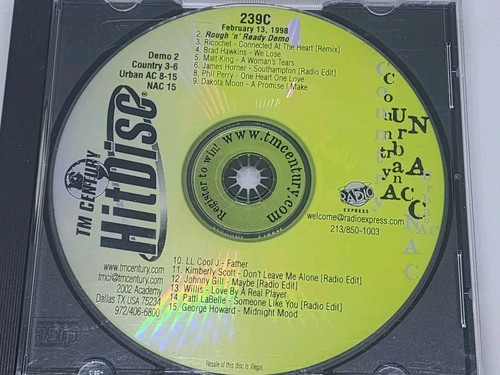 239C
February 13, 1998
2. Rough 'n' Ready Demo
3. Ricochet - Connected At The Heart [Remix]
4. Brad Hawkins - We Lose
5. Matt King - A Woman's Tears
6. James Horner - Southampton [Radio Edit]
8. Phil Perry - One Heart One Love
9. Dakota Moon - A Promise I Make
Demo 2
Country 3-6
Urban AC 8-15
NAC 15
TM CENTURY
HitDisc®
Register to win! www.tmcentury.com
Country
Urban AC
NAC
RADIO
EXPRESS
welcome@radioexpress.com
213/850-1003
www.tmcentury.com
tmci@tmcentury.com
2002 Academy
Dallas TX USA 75234
972/406-6800
10. LL Cool J - Father
11. Kimberly Scott - Don't Leave Me Alone [Radio Edit]
12. Johnny Gill - Maybe [Radio Edit]
13. Willis - Love By A Real Player
14. Patti LaBelle - Someone Like You [Radio Edit]
15. George Howard - Midnight Mood
Resale of this disc is illegal.